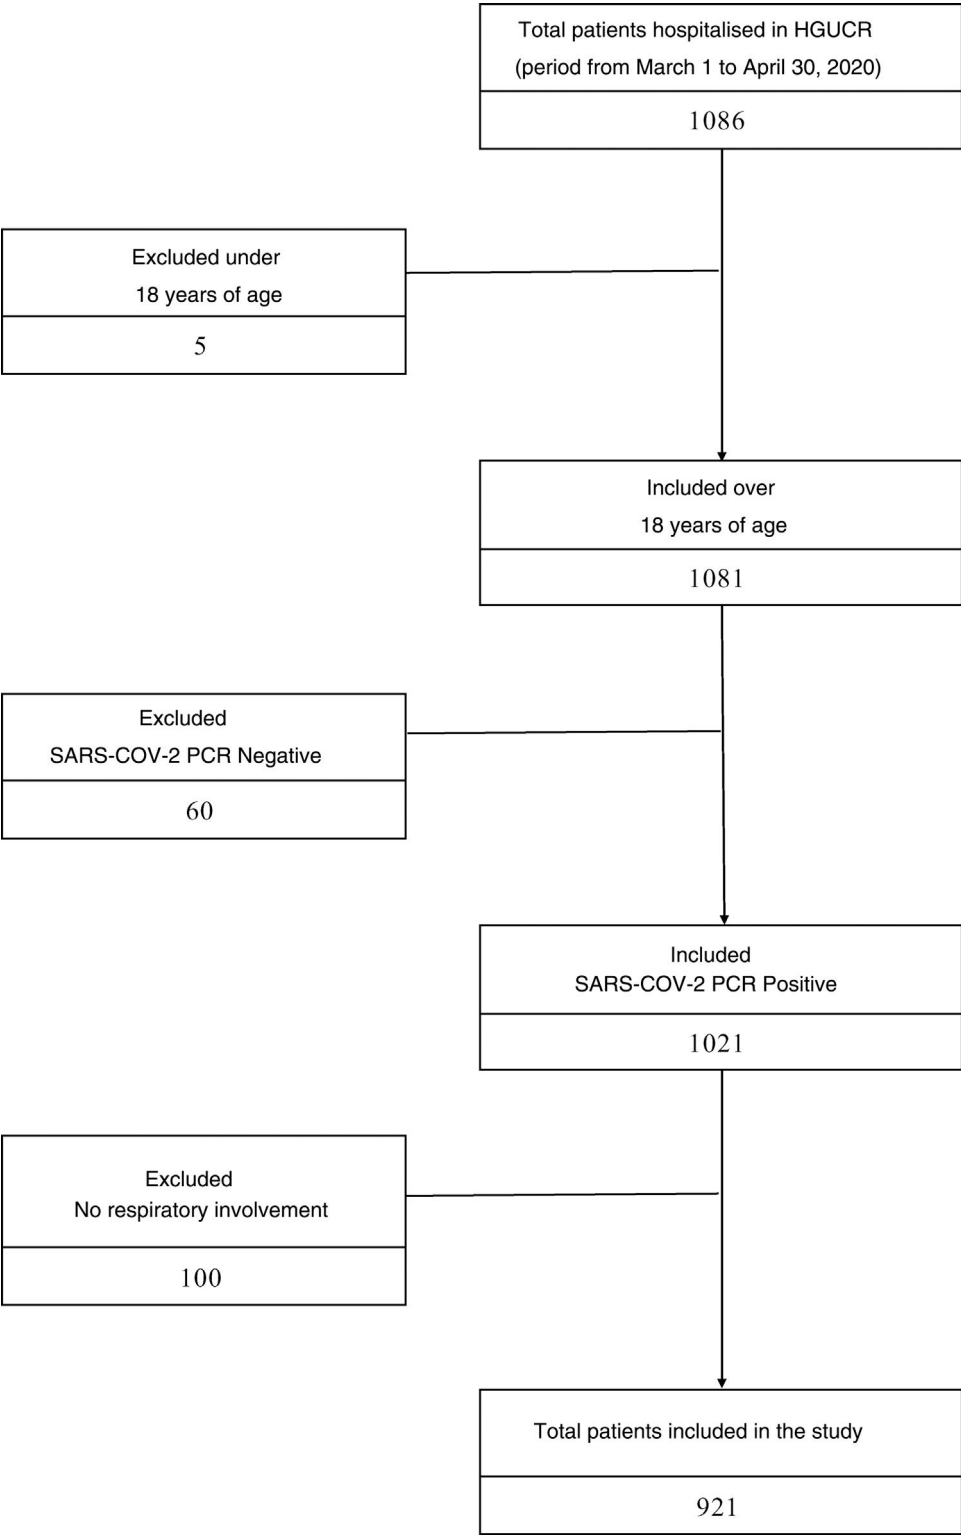 Total patients hospitalised in HGUCR
(period from March 1 to April 30, 2020)
1086
Excluded under
18 years of age
5
Included over
18 years of age
1081
Excluded
SARS-COV-2 PCR Negative
60
Included
SARS-COV-2 PCR Positive
1021
Excluded
No respiratory involvement
100
Total patients included in the study
921